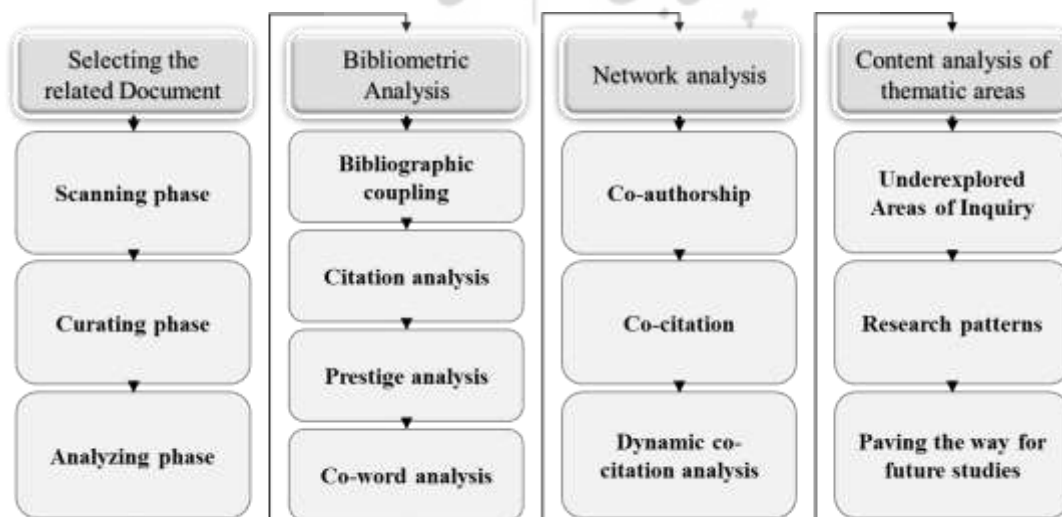 Selecting the
related Document
Scanning phase
Curating phase
Analyzing phase
Bibliometric
Analysis
Bibliographic
coupling
Citation analysis
Prestige analysis
Co-word analysis
Network analysis
Co-authorship
Co-citation
Dynamic co-
citation analysis
Content analysis of
thematic areas
Underexplored
Areas of Inquiry
Research patterns
Paving the way for
future studies